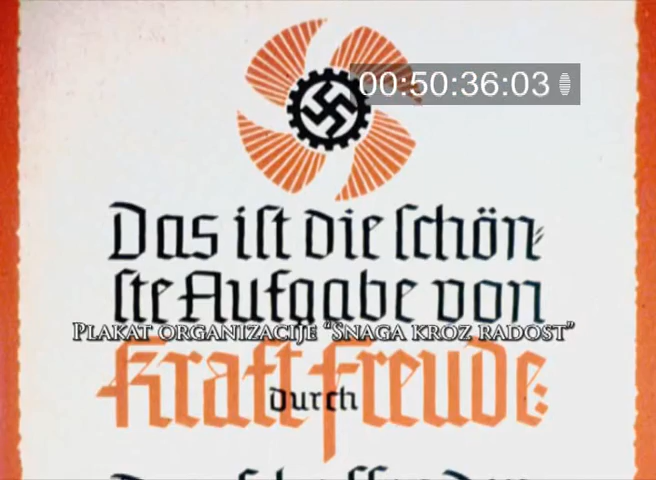 00:50:36:03
Das ist die schön-
ste Aufgabe von
PLAKAT ORGANIZACIJE "SNAGA KROZ RADOST"
Kraft durch Freude: